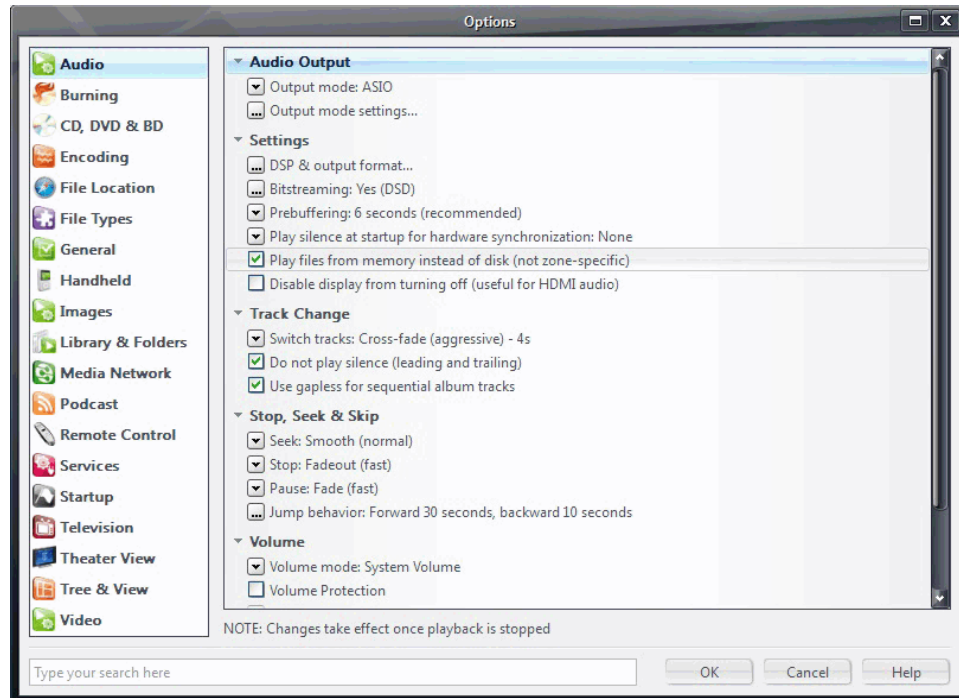 Options
Audio
Burning
CD, DVD & BD
Encoding
File Location
File Types
General
Handheld
Images
Library & Folders
Media Network
Podcast
Remote Control
Services
Startup
Television
Theater View
Tree & View
Video
Audio Output
Output mode: ASIO
Output mode settings...
Settings
DSP & output format...
Bitstreaming: Yes (DSD)
Prebuffering: 6 seconds (recommended)
Play silence at startup for hardware synchronization: None
Play files from memory instead of disk (not zone-specific)
Disable display from turning off (useful for HDMI audio)
Track Change
Switch tracks: Cross-fade (aggressive) - 4s
Do not play silence (leading and trailing)
Use gapless for sequential album tracks
Stop, Seek & Skip
Seek: Smooth (normal)
Stop: Fadeout (fast)
Pause: Fade (fast)
Jump behavior: Forward 30 seconds, backward 10 seconds
Volume
Volume mode: System Volume
Volume Protection
NOTE: Changes take effect once playback is stopped
Type your search here
OK
Cancel
Help